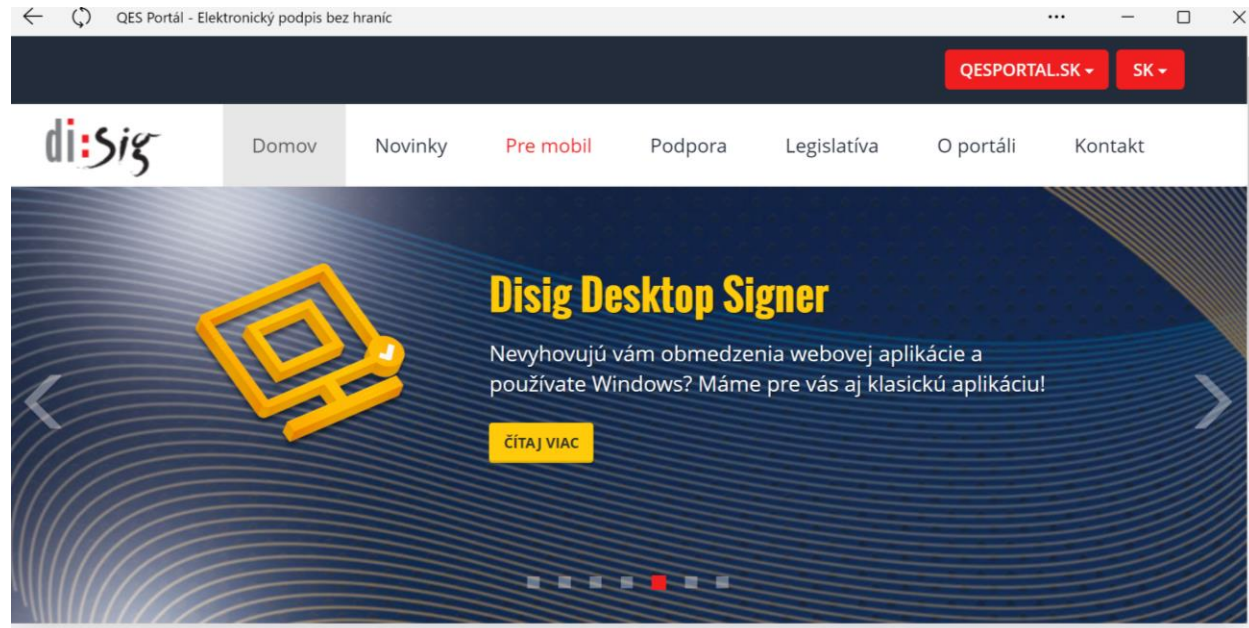 QES Portál - Elektronický podpis bez hraníc
QESPORTAL.SK
SK
di:sig
Domov
Novinky
Pre mobil
Podpora
Legislatíva
O portáli
Kontakt
Disig Desktop Signer
Nevyhovujú vám obmedzenia webovej aplikácie a
používate Windows? Máme pre vás aj klasickú aplikáciu!
ČÍTAJ VIAC